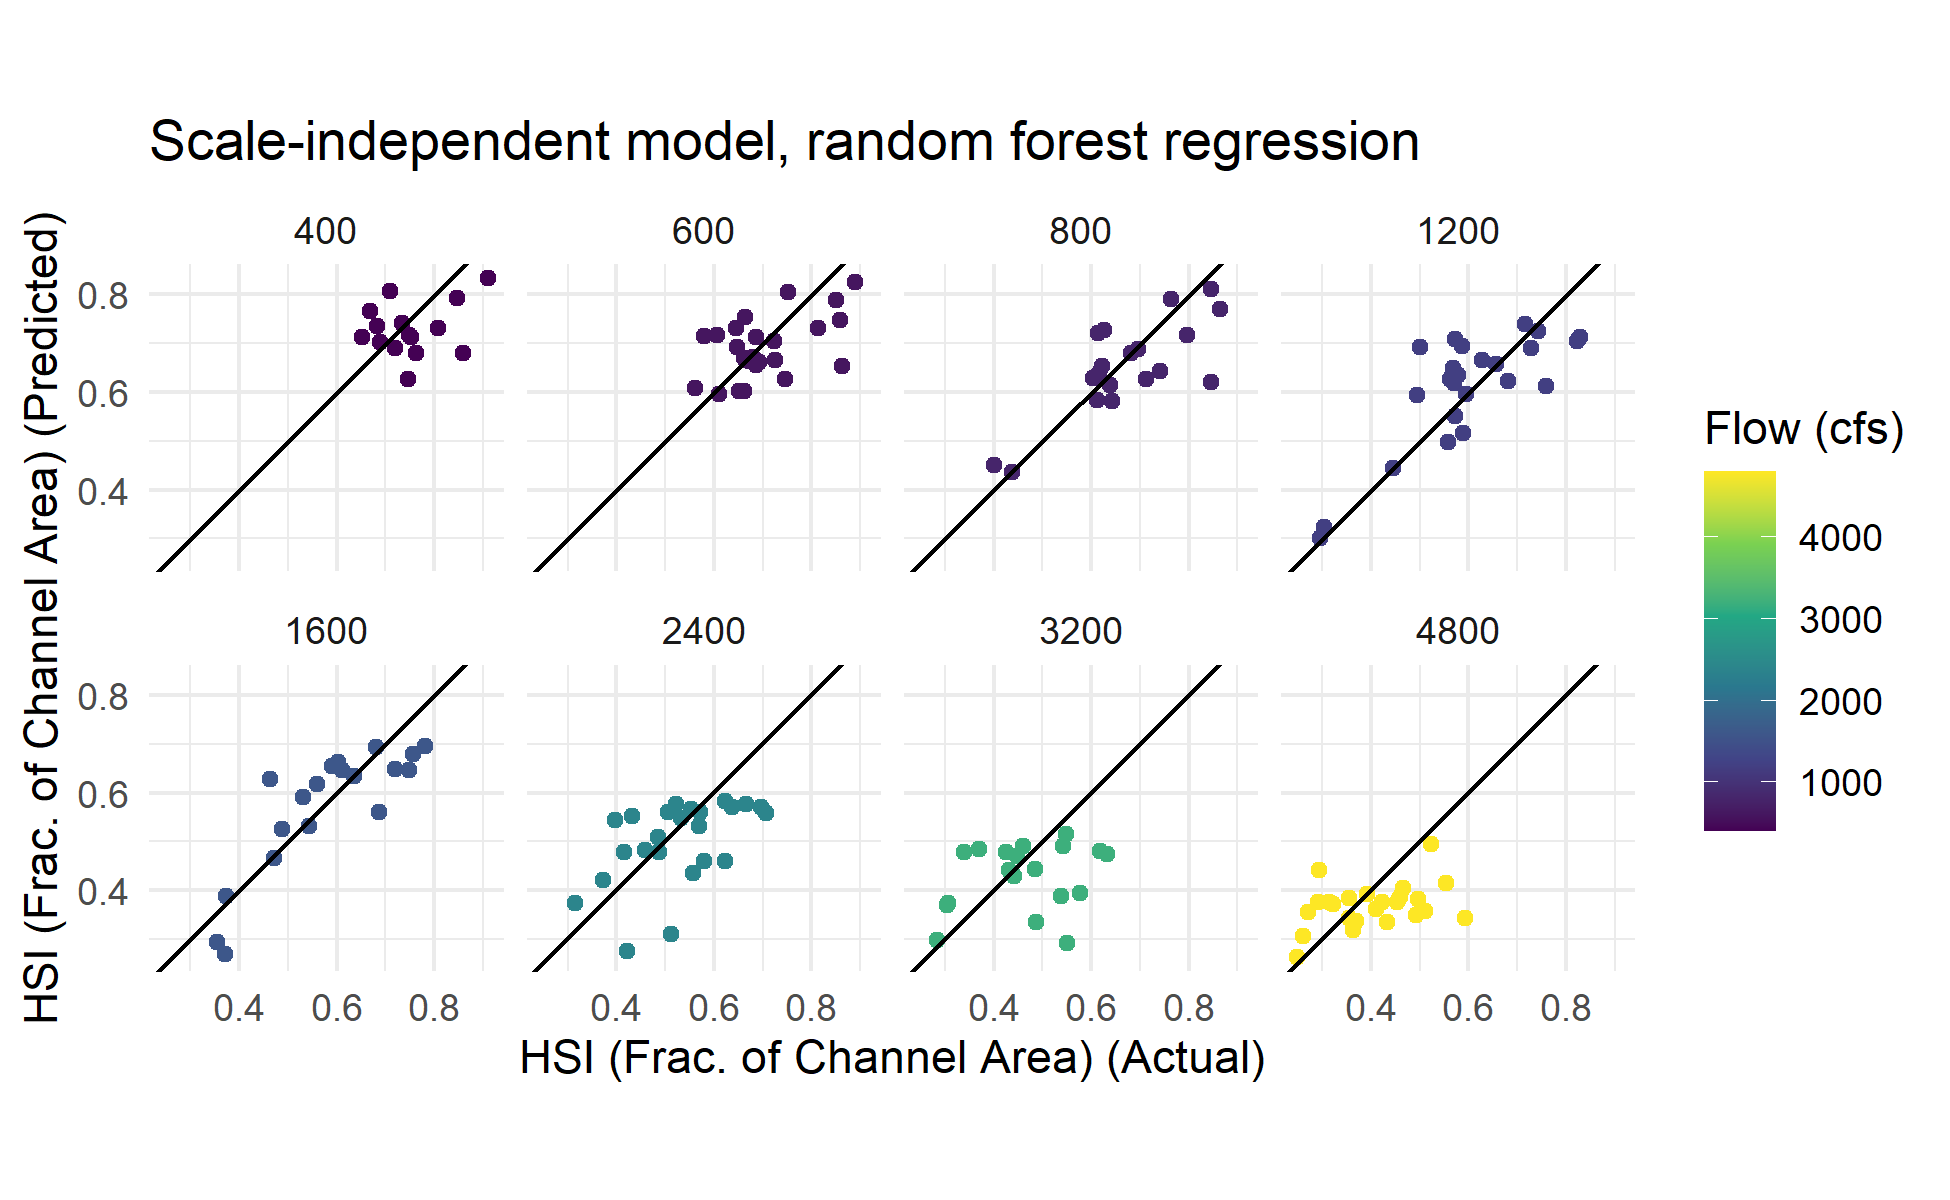 Scale-independent model, random forest regression
HSI (Frac. of Channel Area) (Predicted)
400 600 800 1200
0.8
0.6
0.4
1600 2400 3200 4800
0.8
0.6
0.4
0.4 0.6 0.8 0.4 0.6 0.8 0.4 0.6 0.8 0.4 0.6 0.8
HSI (Frac. of Channel Area) (Actual)
Flow (cfs)
4000
3000
2000
1000